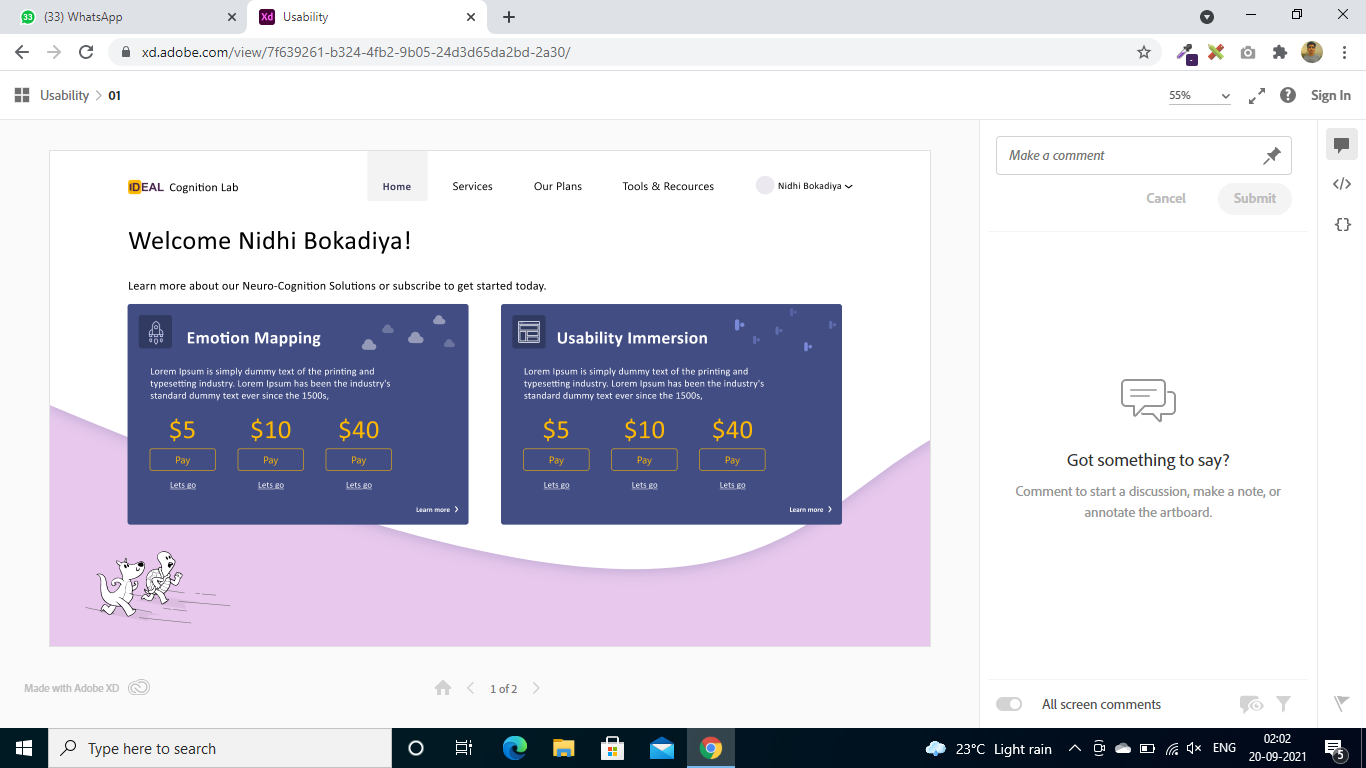 (33) WhatsApp
Usability
xd.adobe.com/view/7f639261-b324-4fb2-9b05-24d3d65da2bd-2a30/
Usability > 01
55%
Sign In
IDEAL Cognition Lab
Home
Services
Our Plans
Tools & Recources
Nidhi Bokadiya
Welcome Nidhi Bokadiya!
Learn more about our Neuro-Cognition Solutions or subscribe to get started today.
Emotion Mapping
Lorem Ipsum is simply dummy text of the printing and
typesetting industry. Lorem Ipsum has been the industry's
standard dummy text ever since the 1500s,
$5 $10 $40
Pay Pay Pay
Lets go Lets go Lets go
Learn more >
Usability Immersion
Lorem Ipsum is simply dummy text of the printing and
typesetting industry. Lorem Ipsum has been the industry's
standard dummy text ever since the 1500s,
$5 $10 $40
Pay Pay Pay
Lets go Lets go Lets go
Learn more >
Made with Adobe XD
1 of 2
Make a comment
Cancel
Submit
Got something to say?
Comment to start a discussion, make a note, or
annotate the artboard.
All screen comments
Type here to search
23°C Light rain
ENG
02:02
20-09-2021
5